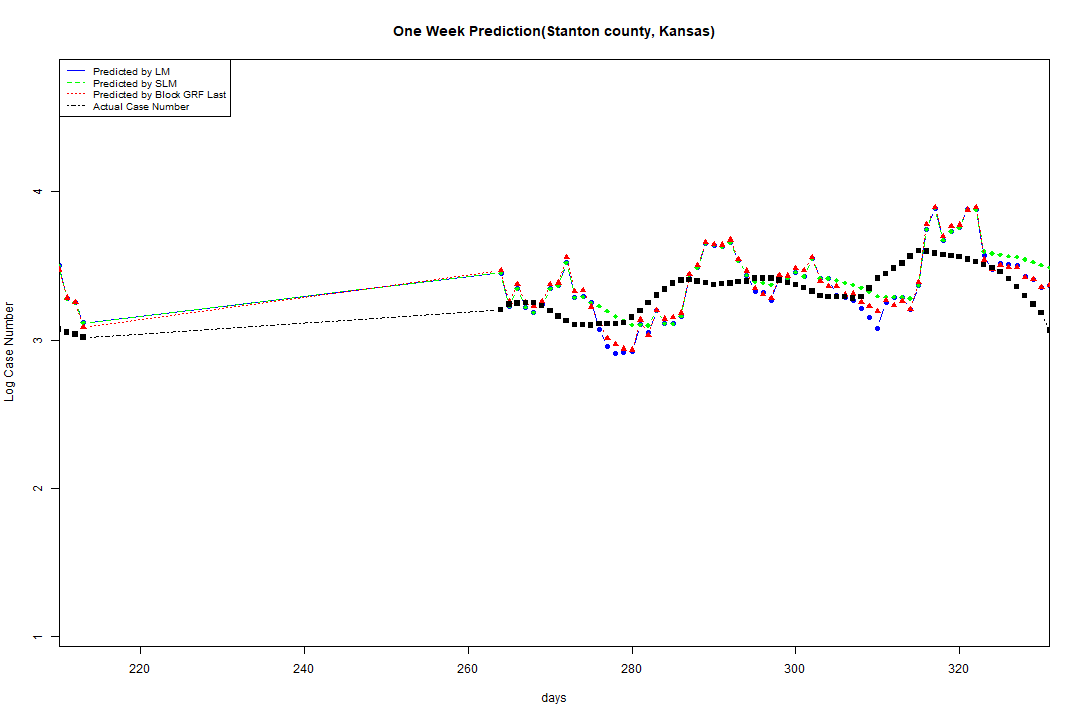 One Week Prediction(Stanton county, Kansas)
Predicted by LM
Predicted by SLM
Predicted by Block GRF Last
Actual Case Number
4
3
2
1
Log Case Number
220 240 260 280 300 320
days